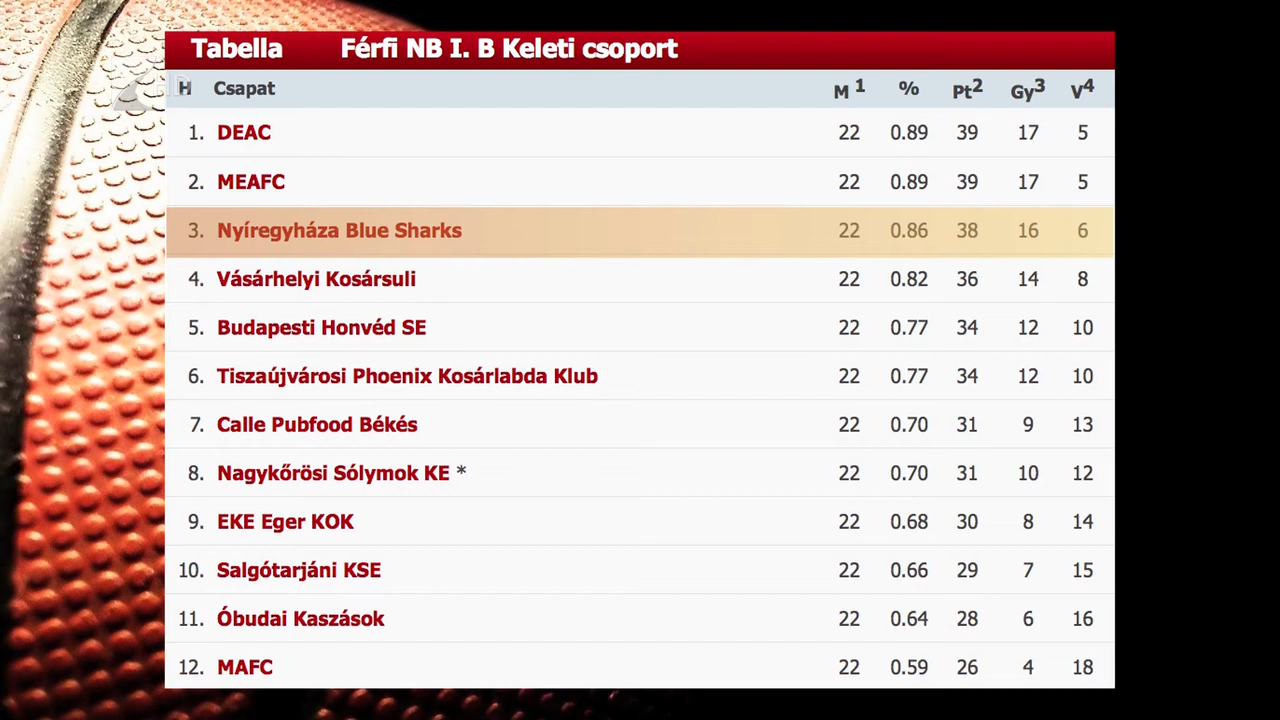 Tabella Férfi NB I. B Keleti csoport
H Csapat M 1 % Pt2 Gy3 V4
1. DEAC 22 0.89 39 17 5
2. MEAFC 22 0.89 39 17 5
3. Nyíregyháza Blue Sharks 22 0.86 38 16 6
4. Vásárhelyi Kosársuli 22 0.82 36 14 8
5. Budapesti Honvéd SE 22 0.77 34 12 10
6. Tiszaújvárosi Phoenix Kosárlabda Klub 22 0.77 34 12 10
7. Calle Pubfood Békés 22 0.70 31 9 13
8. Nagykőrösi Sólymok KE * 22 0.70 31 10 12
9. EKE Eger KOK 22 0.68 30 8 14
10. Salgótarjáni KSE 22 0.66 29 7 15
11. Óbudai Kaszások 22 0.64 28 6 16
12. MAFC 22 0.59 26 4 18